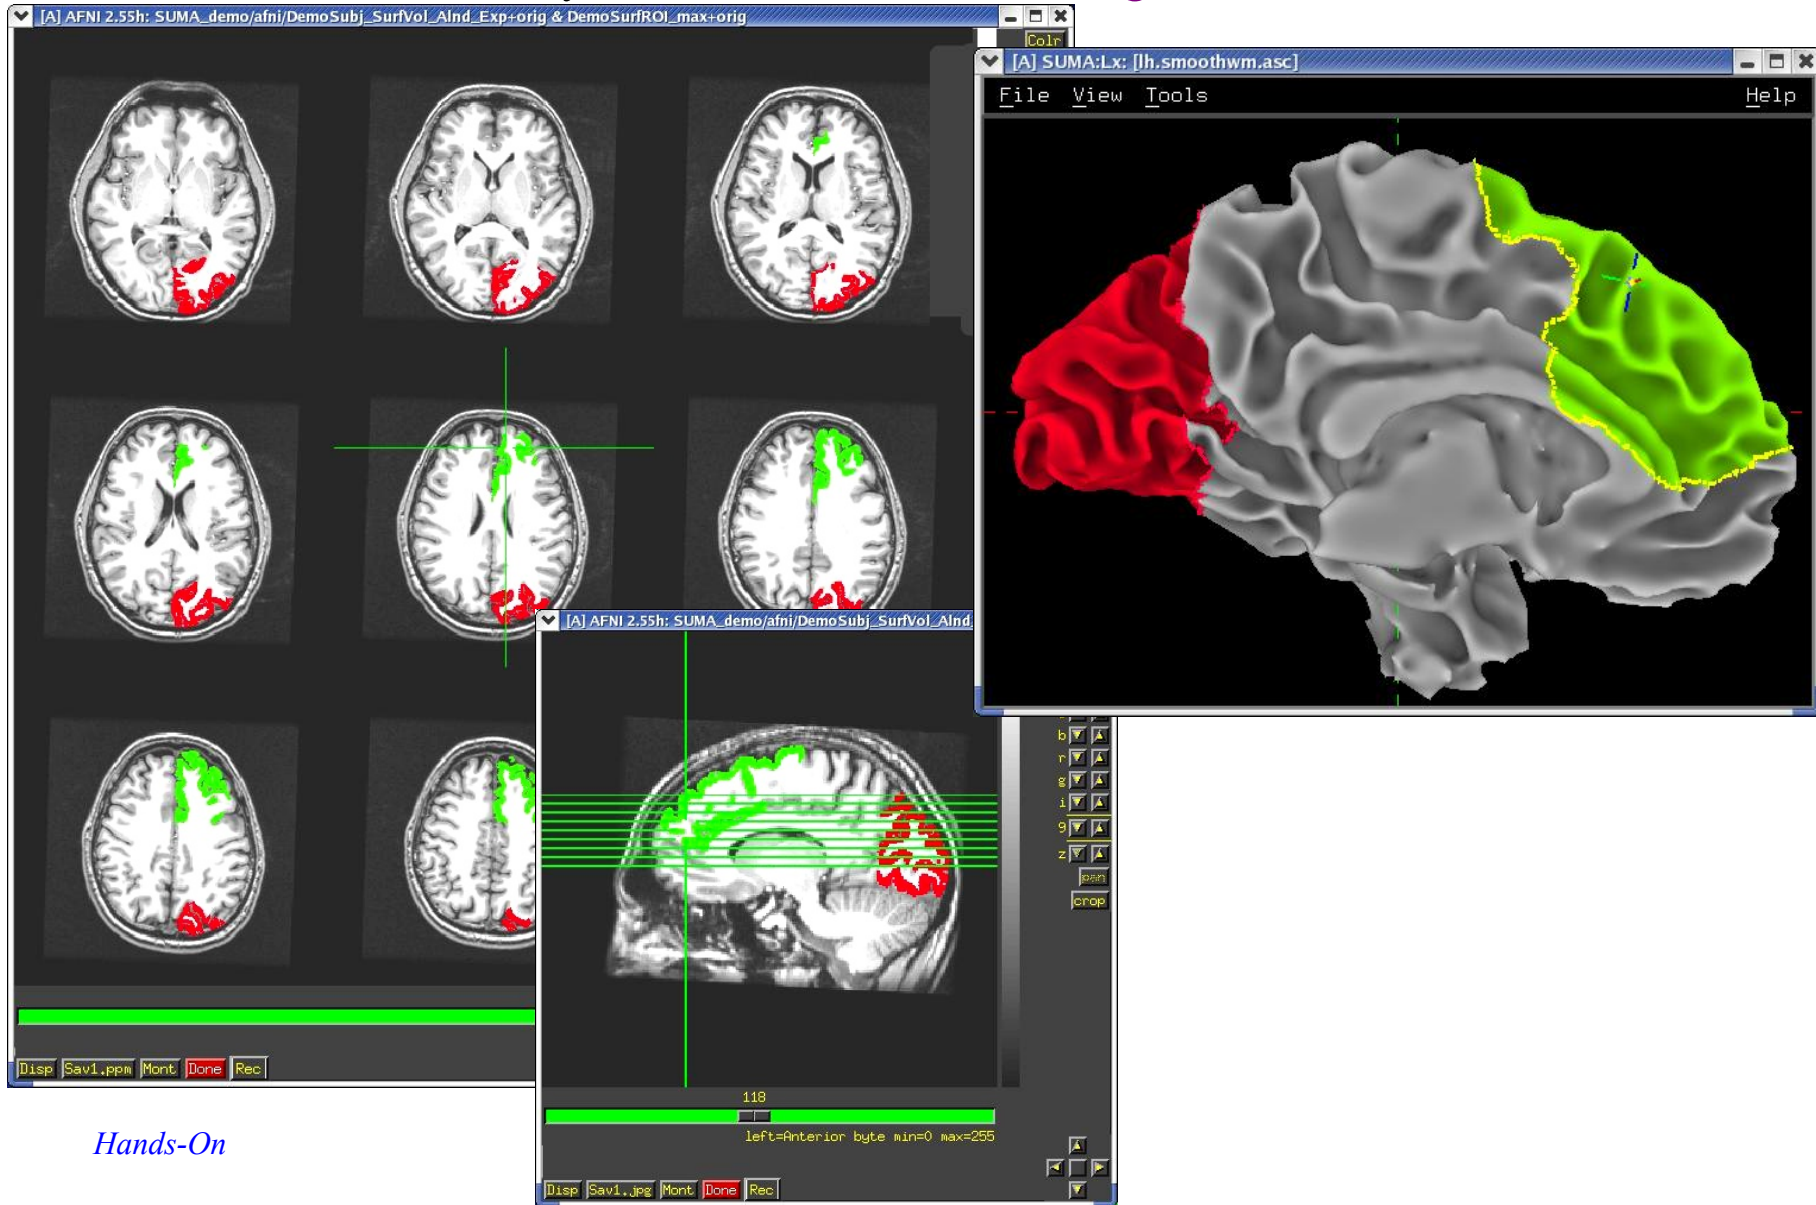 [A] AFNI 2.55h: SUMA_demo/afni/DemoSubj_SurfVol_Alnd_Exp+orig & DemoSurfROI_max+orig
Colr
[A] SUMA:Lx: [lh.smoothwm.asc]
File View Tools Help
[A] AFNI 2.55h: SUMA_demo/afni/DemoSubj_SurfVol_Alnd_
b
r
g
i
9
z
pan
crop
Disp Sav1.ppm Mont Done Rec
118
left=Anterior byte min=0 max=255
Hands-On
Disp Sav1.jpg Mont Done Rec